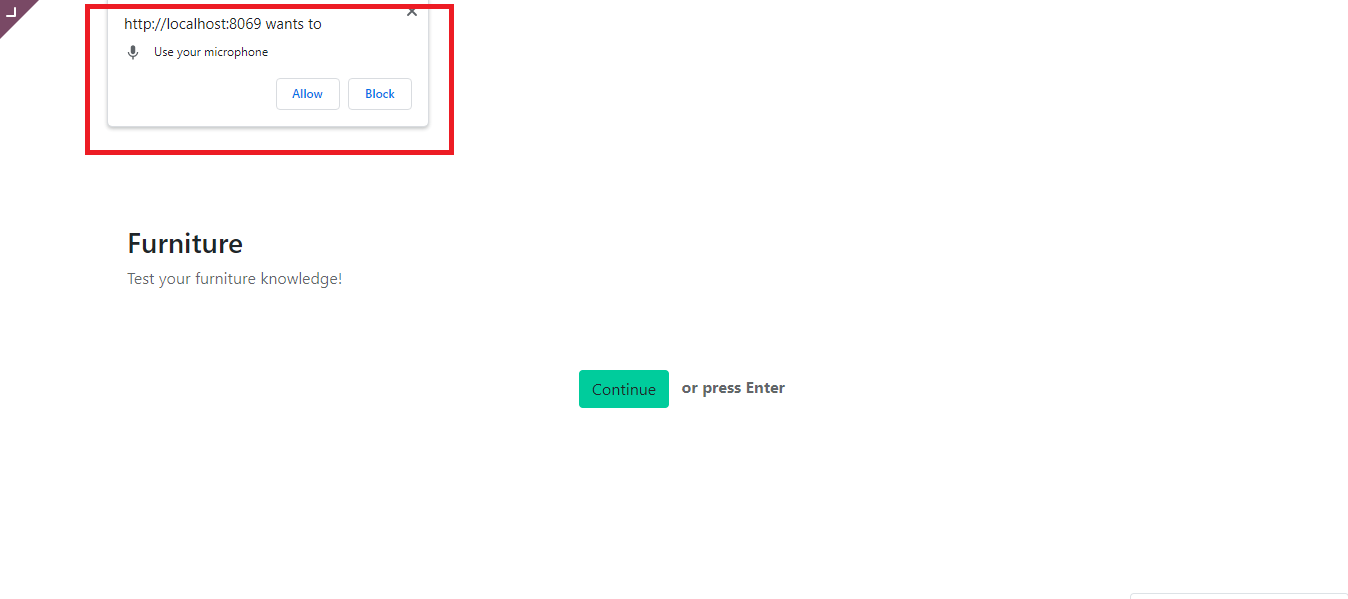 http://localhost:8069 wants to
Use your microphone
Allow Block
Furniture
Test your furniture knowledge!
Continue or press Enter